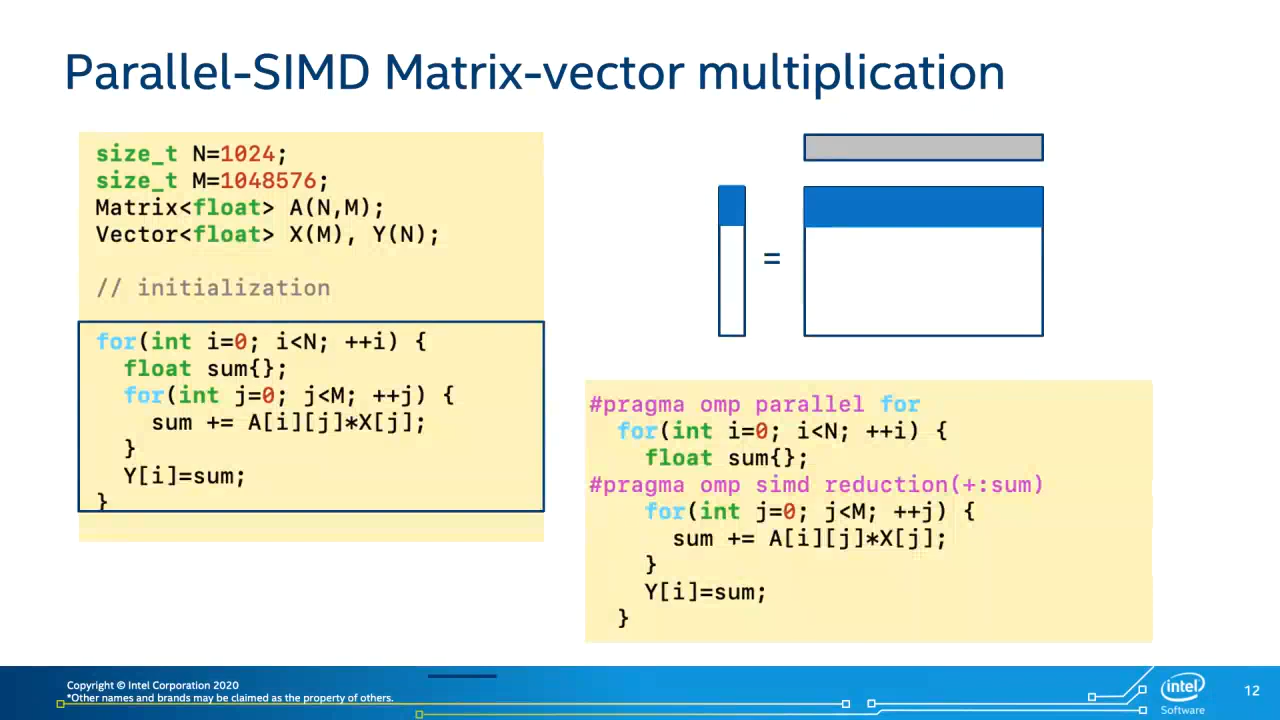 Parallel-SIMD Matrix-vector multiplication
size_t N=1024;
size_t M=1048576;
Matrix<float> A(N,M);
Vector<float> X(M), Y(N);
// initialization
for(int i=0; i<N; ++i) {
float sum{};
for(int j=0; j<M; ++j) {
sum += A[i][j]*X[j];
}
Y[i]=sum;
}
=
#pragma omp parallel for
for(int i=0; i<N; ++i) {
float sum{};
#pragma omp simd reduction(+:sum)
for(int j=0; j<M; ++j) {
sum += A[i][j]*X[j];
}
Y[i]=sum;
}
Copyright © Intel Corporation 2020
*Other names and brands may be claimed as the property of others.
intel
Software
12